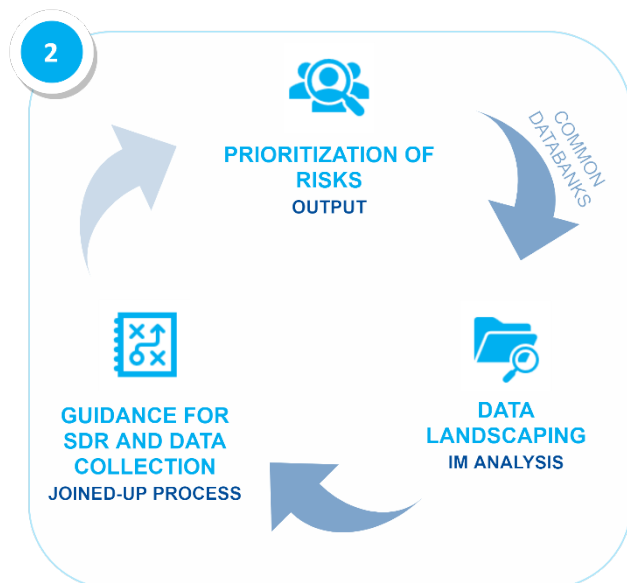 2
PRIORITIZATION OF
RISKS
OUTPUT
COMMON
DATABANKS
DATA
LANDSCAPING
IM ANALYSIS
GUIDANCE FOR
SDR AND DATA
COLLECTION
JOINED-UP PROCESS